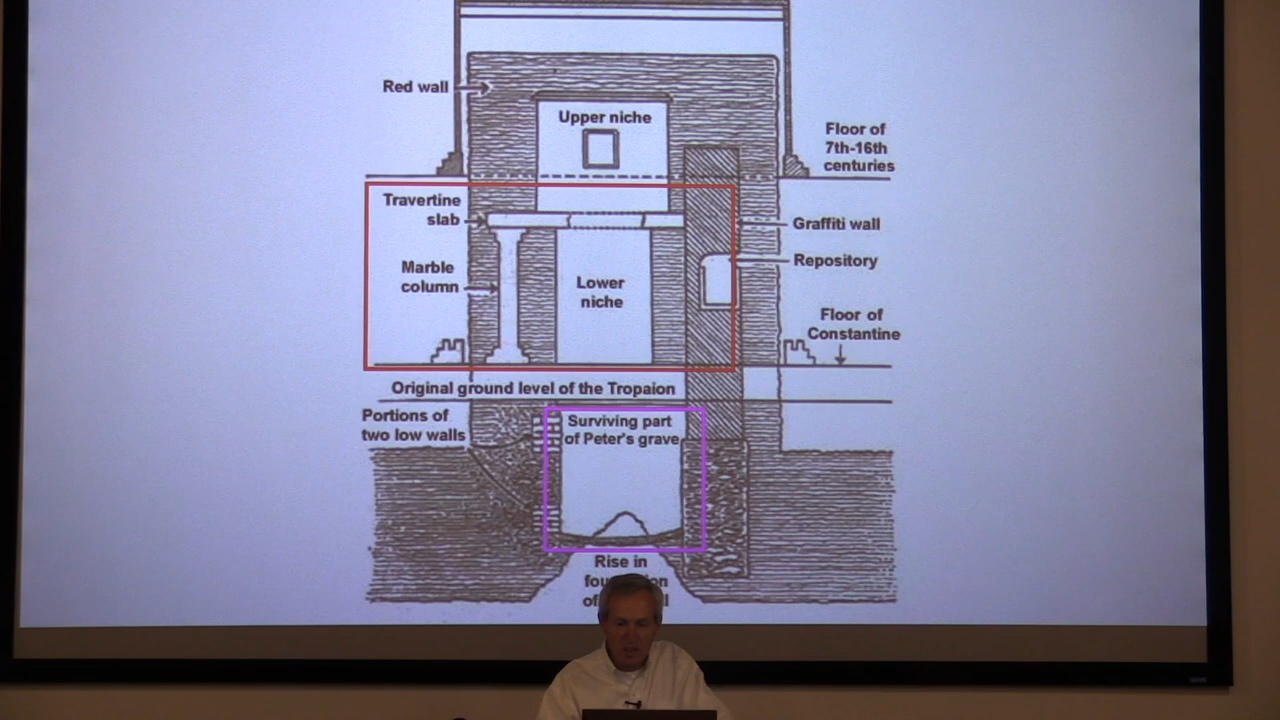 Red wall
Upper niche
Floor of
7th-16th
centuries
Travertine
slab
Graffiti wall
Marble
column
Lower
niche
Repository
Floor of
Constantine
Original ground level of the Tropaion
Portions of
two low walls
Surviving part
of Peter's grave
Rise in